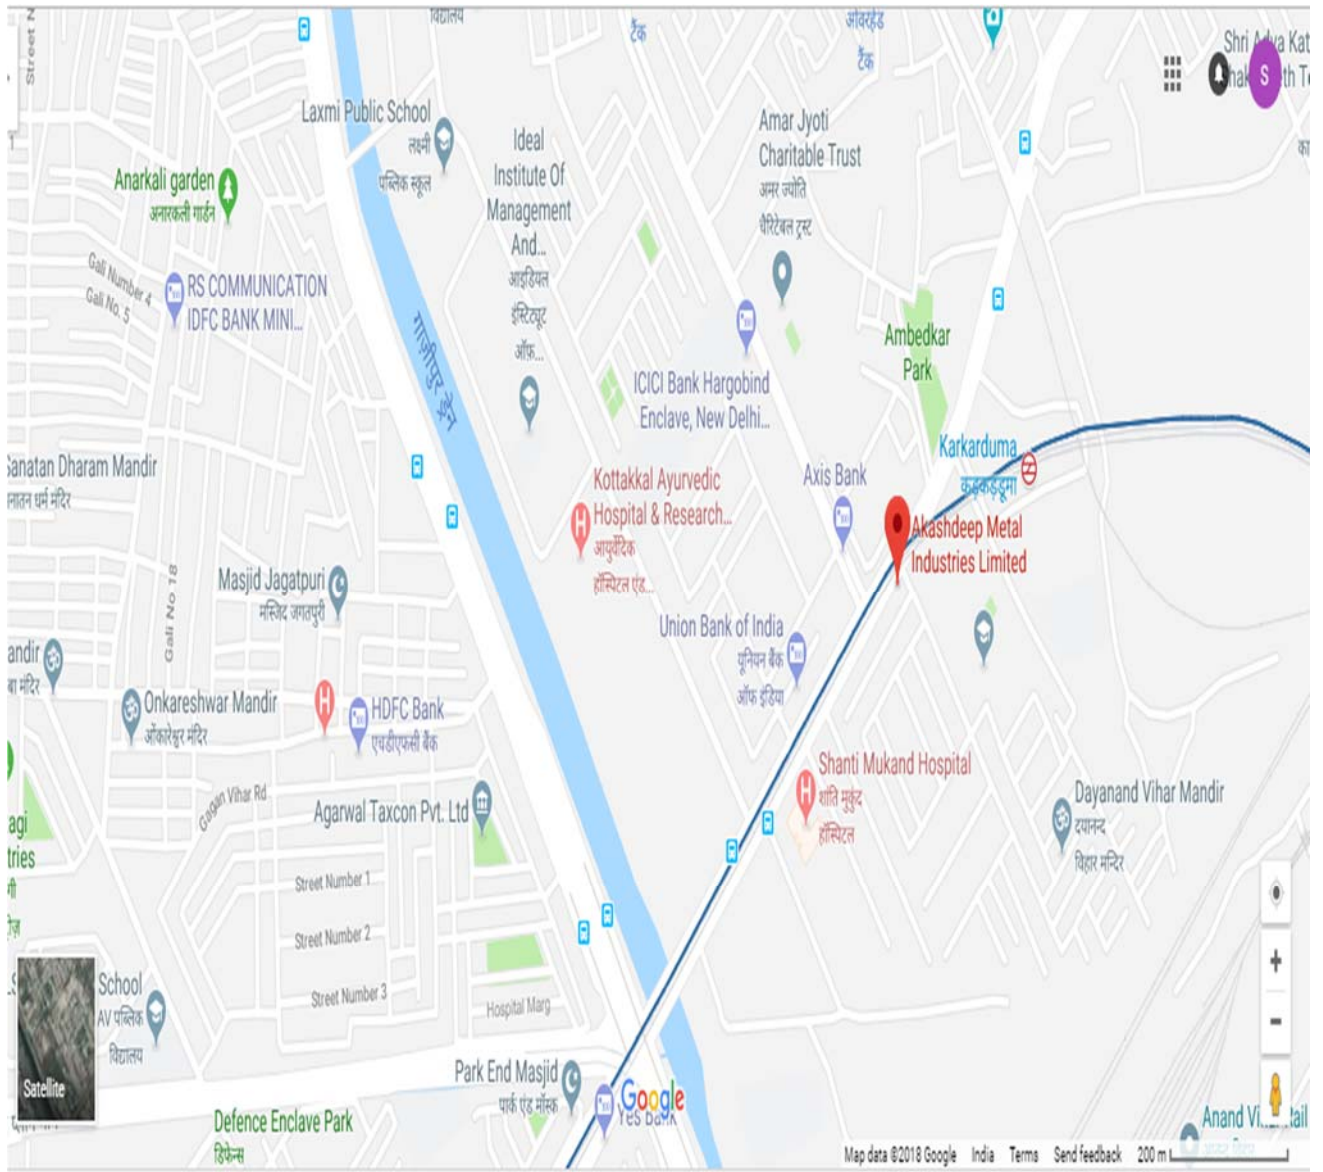 विद्यालय
टैंक
ओवरहेड
टैंक
Street N
Shri Adya Kat
S
Laxmi Public School
लक्ष्मी
पब्लिक स्कूल
Ideal
Institute Of
Management
And...
आइडियल
इंस्टिट्यूट
ऑफ़...
Amar Jyoti
Charitable Trust
अमर ज्योति
चैरिटेबल ट्रस्ट
Anarkali garden
अनारकली गार्डन
Gali Number 4
Gali No. 5
RS COMMUNICATION
IDFC BANK MINI...
गाज़ीपुर ड्रेन
Ambedkar
Park
ICICI Bank Hargobind
Enclave, New Delhi...
Karkarduma
कड़कड़डूमा
Sanatan Dharam Mandir
नातन धर्म मंदिर
Kottakkal Ayurvedic
Hospital & Research...
आयुर्वेदिक
हॉस्पिटल एंड...
Axis Bank
Akashdeep Metal
Industries Limited
Masjid Jagatpuri
मस्जिद जगतपुरी
Gali No 18
Union Bank of India
यूनियन बैंक
ऑफ इंडिया
andir
बा मंदिर
Onkareshwar Mandir
ओंकारेश्वर मंदिर
HDFC Bank
एचडीएफसी बैंक
Shanti Mukand Hospital
शांति मुकुंद
हॉस्पिटल
Gagan Vihar Rd
Agarwal Taxcon Pvt. Ltd
Dayanand Vihar Mandir
दयानन्द
विहार मन्दिर
agi
tries
Street Number 1
Street Number 2
Street Number 3
School
AV पब्लिक
विद्यालय
Hospital Marg
Satellite
Park End Masjid
पार्क एंड मॉस्क
Google
Yes Bank
Defence Enclave Park
डिफेन्स
Anand Vi
ail
Map data ©2018 Google India Terms Send feedback 200 m